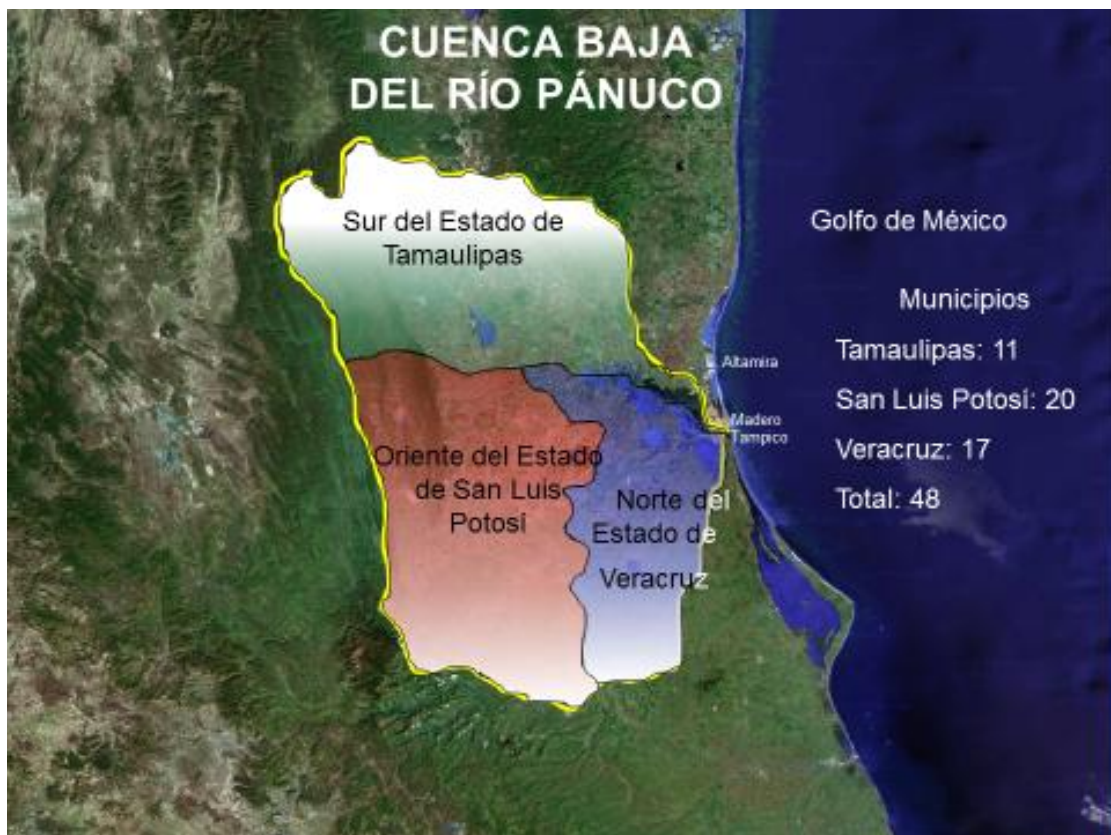 CUENCA BAJA
DEL RÍO PÁNUCO
Sur del Estado de
Tamaulipas
Golfo de México
Municipios
Tamaulipas: 11
San Luis Potosí: 20
Veracruz: 17
Total: 48
Altamira
Madero
Tampico
Oriente del Estado
de San Luis
Potosí
Norte del
Estado de
Veracruz